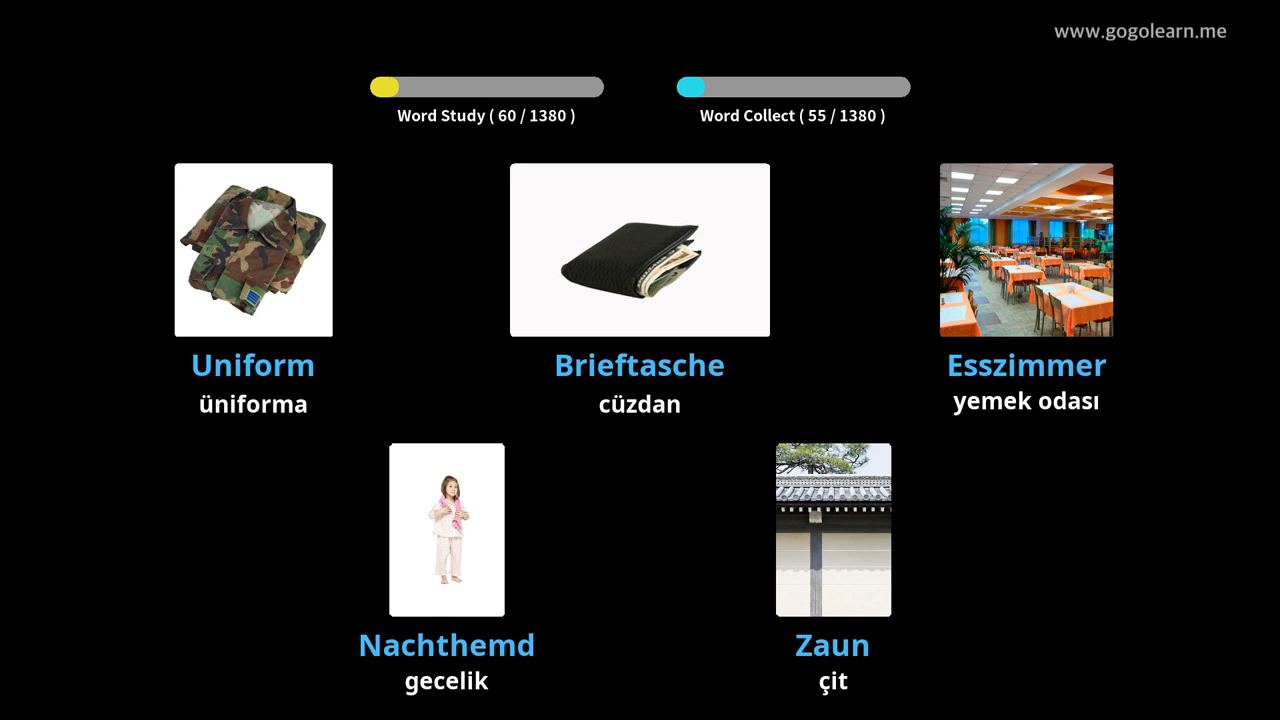 www.gogolearn.me
Word Study ( 60 / 1380 )
Word Collect ( 55 / 1380 )
Uniform
üniforma
Brieftasche
cüzdan
Esszimmer
yemek odası
Nachthemd
gecelik
Zaun
çit